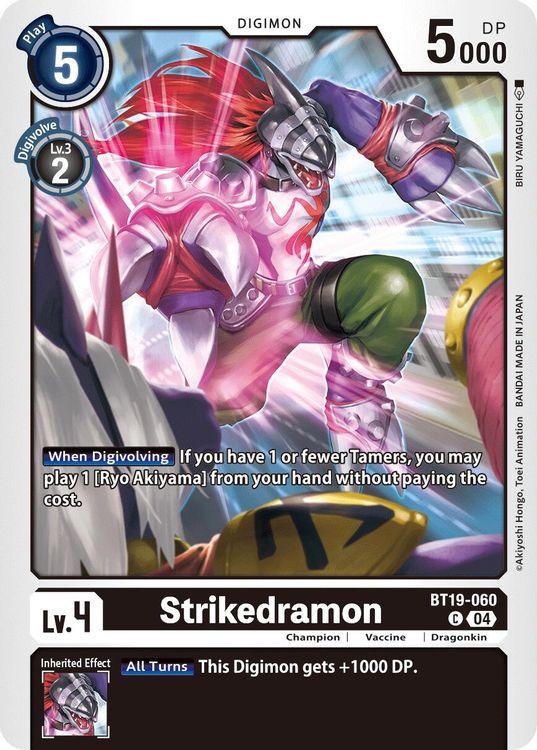 DIGIMON
Play
5
DP
5000
Digivolve
Lv.3
2
BIRU YAMAGUCHI
BANDAI MADE IN JAPAN
©Akiyoshi Hongo, Toei Animation
When Digivolving If you have 1 or fewer Tamers, you may
play 1 [Ryo Akiyama] from your hand without paying the
cost.
Lv.4
Strikedramon
BT19-060
C 04
Champion | Vaccine | Dragonkin
Inherited Effect
All Turns This Digimon gets +1000 DP.